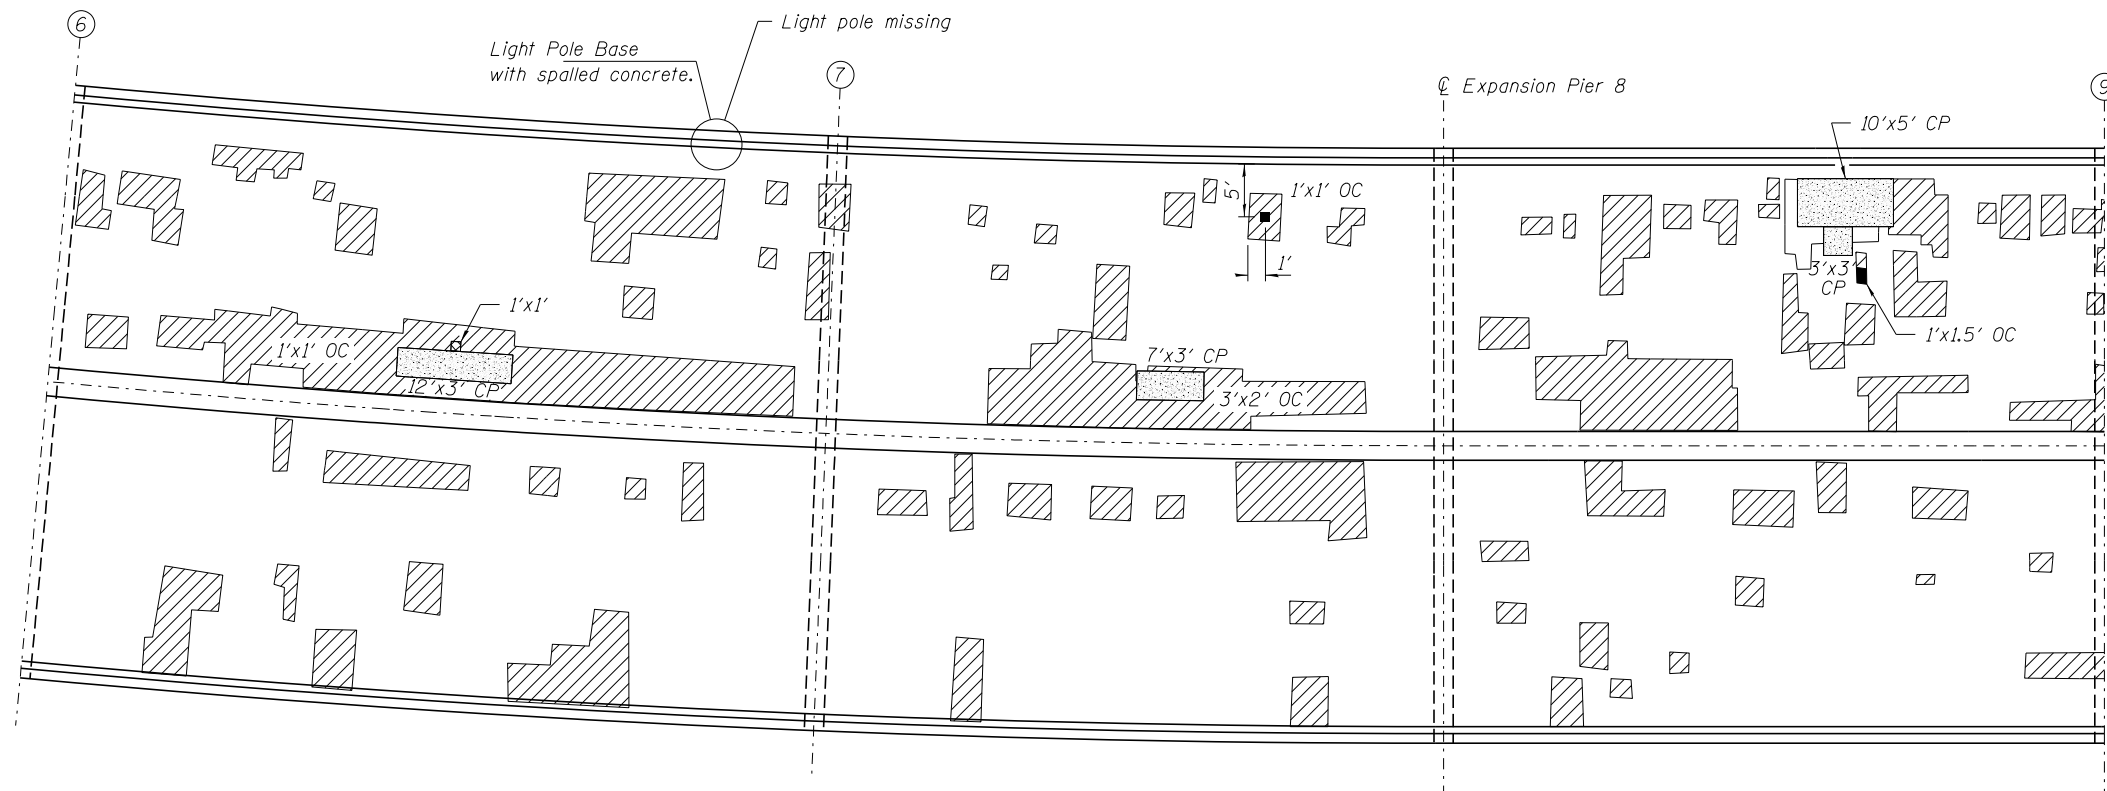 6
Light pole missing
Light Pole Base
with spalled concrete.
7
℄ Expansion Pier 8
9
10'x5' CP
5'
1'x1' OC
1'
3'x3'
CP
1'x1'
1'x1.5' OC
1'x1' OC
12'x3' CP
7'x3' CP
3'x2' OC